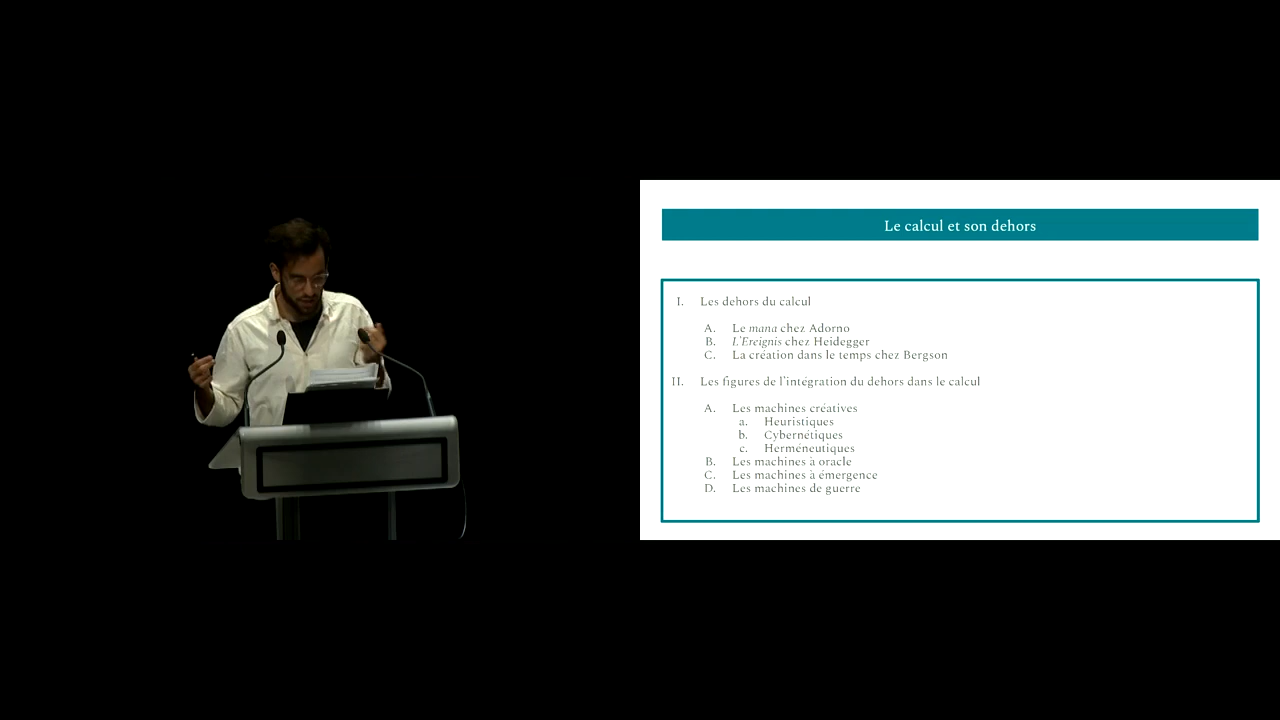 Le calcul et son dehors
I. Les dehors du calcul
A. Le mana chez Adorno
B. L'Ereignis chez Heidegger
C. La création dans le temps chez Bergson
II. Les figures de l'intégration du dehors dans le calcul
A. Les machines créatives
a. Heuristiques
b. Cybernétiques
c. Herméneutiques
B. Les machines à oracle
C. Les machines à émergence
D. Les machines de guerre